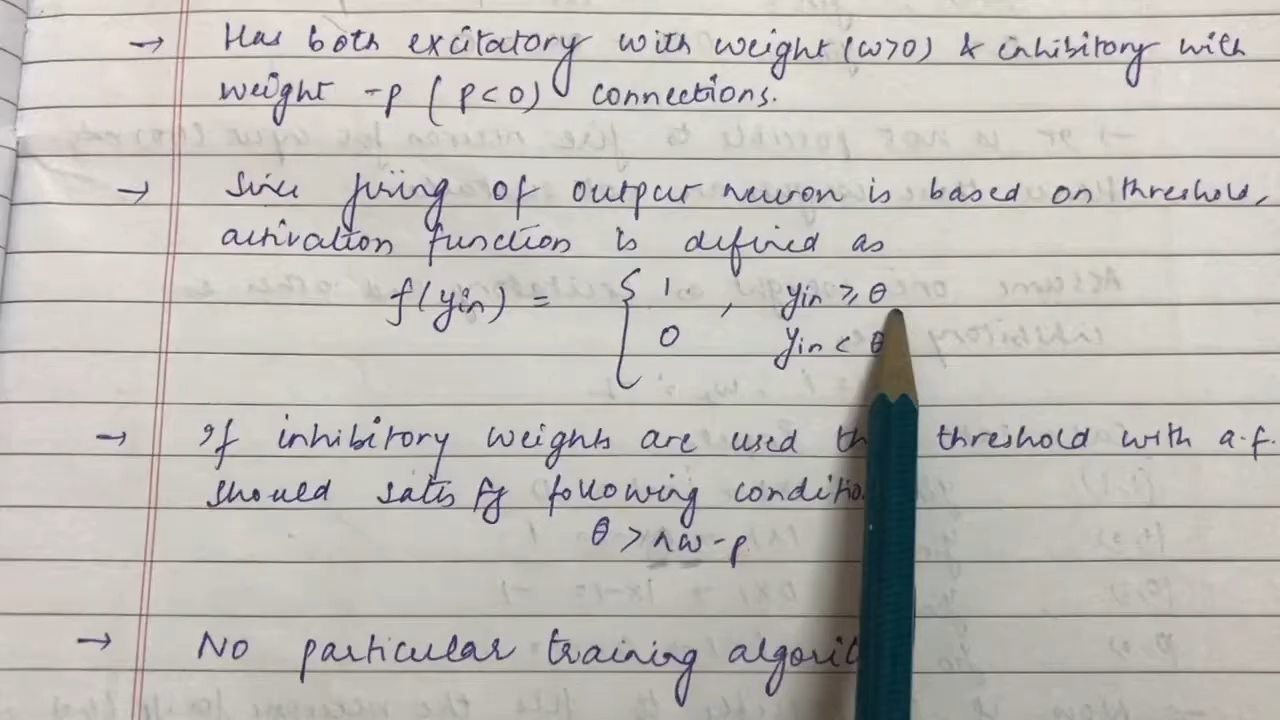 → Has both excitatory with weight (w>0) & inhibitory with
weight -p (p<0) connections.
→ Since firing of output neuron is based on threshold,
activation function is defined as
f(yin) = { 1 , yin ≥ θ
0 yin < θ
→ If inhibitory weights are used th threshold with a.f.
should satisfy following conditio
θ > nw - p
→ No particular training algori